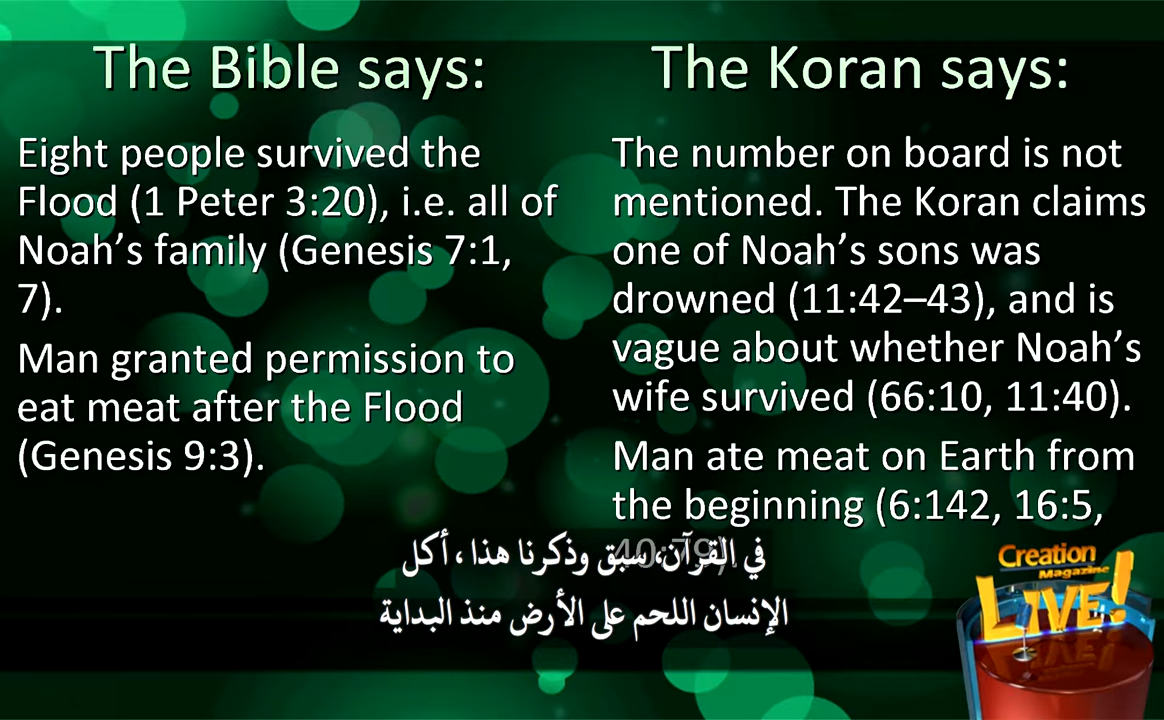 The Bible says:
Eight people survived the
Flood (1 Peter 3:20), i.e. all of
Noah’s family (Genesis 7:1,
7).
Man granted permission to
eat meat after the Flood
(Genesis 9:3).
The Koran says:
The number on board is not
mentioned. The Koran claims
one of Noah’s sons was
drowned (11:42–43), and is
vague about whether Noah’s
wife survived (66:10, 11:40).
Man ate meat on Earth from
the beginning (6:142, 16:5,
40:79).
في القرآن، سبق وذكرنا هذا ، أكل
الإنسان اللحم على الأرض منذ البداية
Creation
Magazine
LIVE!